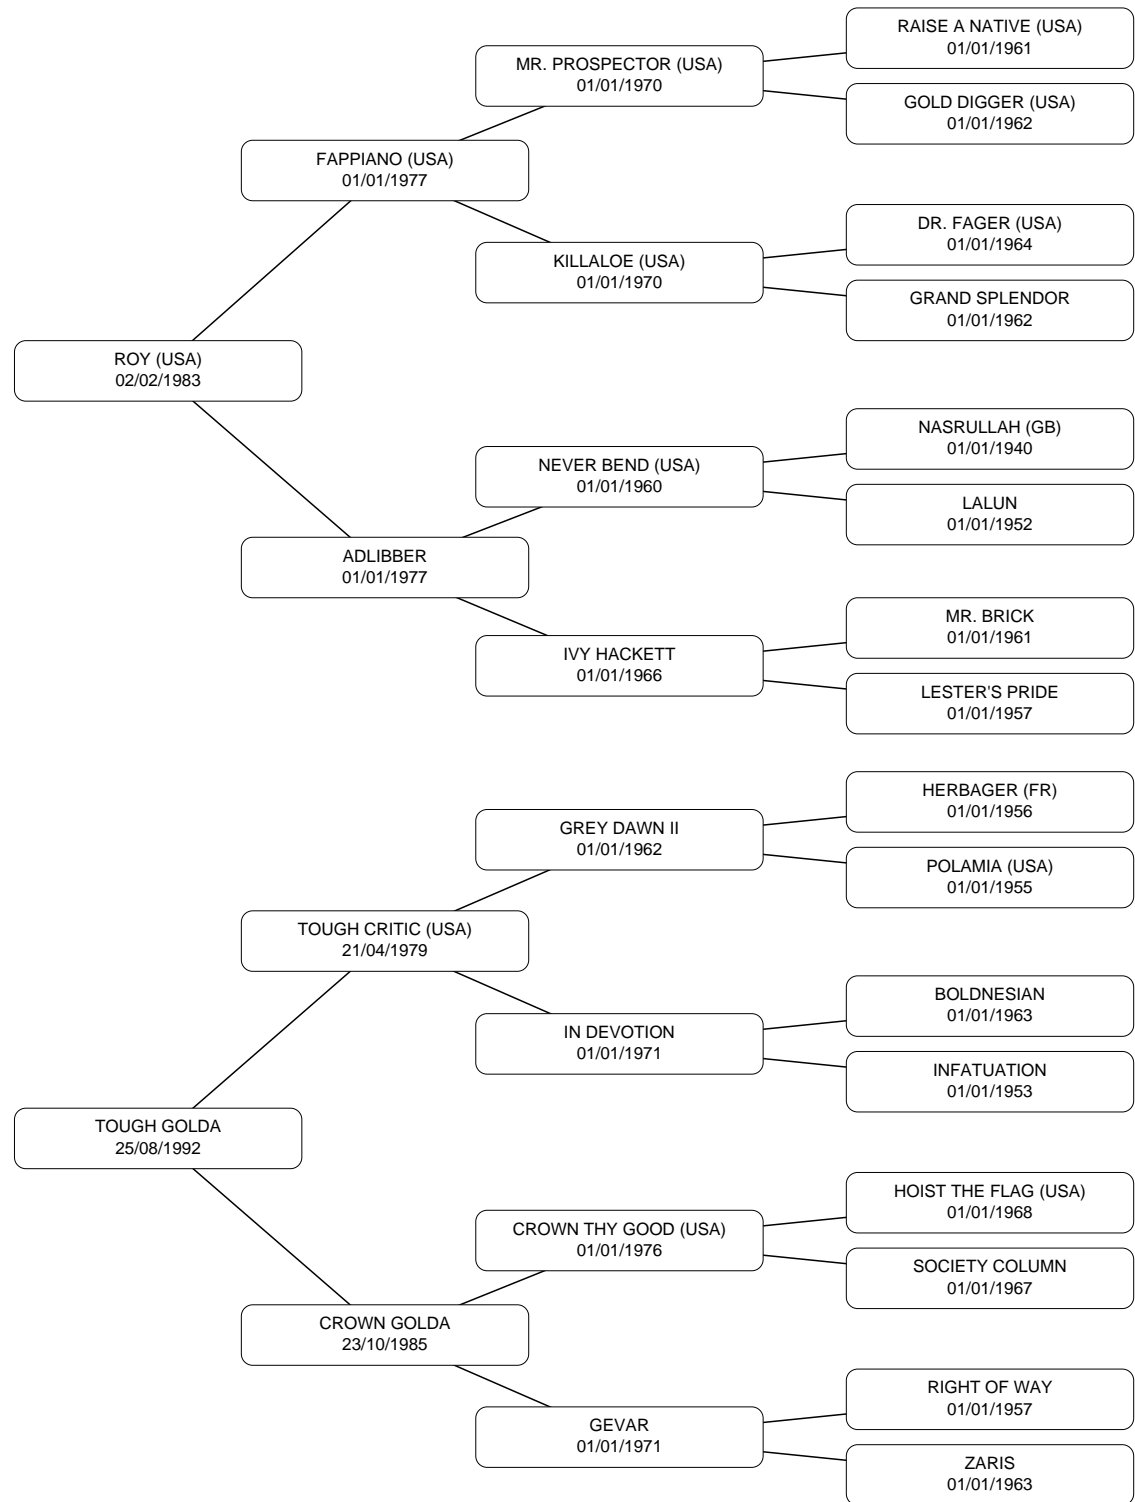 RAISE A NATIVE (USA)
01/01/1961
MR. PROSPECTOR (USA)
01/01/1970
GOLD DIGGER (USA)
01/01/1962
FAPPIANO (USA)
01/01/1977
DR. FAGER (USA)
01/01/1964
KILLALOE (USA)
01/01/1970
GRAND SPLENDOR
01/01/1962
ROY (USA)
02/02/1983
NASRULLAH (GB)
01/01/1940
NEVER BEND (USA)
01/01/1960
LALUN
01/01/1952
ADLIBBER
01/01/1977
MR. BRICK
01/01/1961
IVY HACKETT
01/01/1966
LESTER'S PRIDE
01/01/1957
HERBAGER (FR)
01/01/1956
GREY DAWN II
01/01/1962
POLAMIA (USA)
01/01/1955
TOUGH CRITIC (USA)
21/04/1979
BOLDNESIAN
01/01/1963
IN DEVOTION
01/01/1971
INFATUATION
01/01/1953
TOUGH GOLDA
25/08/1992
HOIST THE FLAG (USA)
01/01/1968
CROWN THY GOOD (USA)
01/01/1976
SOCIETY COLUMN
01/01/1967
CROWN GOLDA
23/10/1985
RIGHT OF WAY
01/01/1957
GEVAR
01/01/1971
ZARIS
01/01/1963